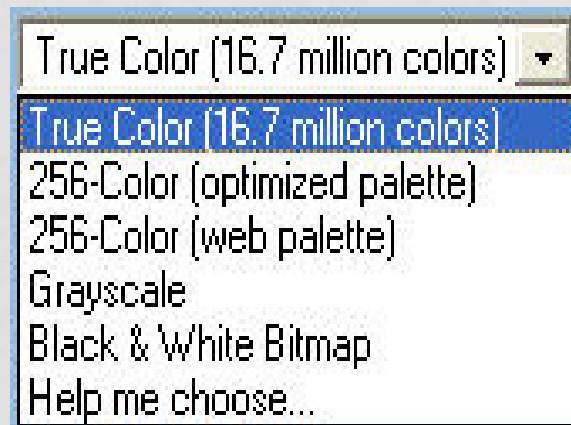 True Color (16.7 million colors)
True Color (16.7 million colors)
256-Color (optimized palette)
256-Color (web palette)
Grayscale
Black & White Bitmap
Help me choose...